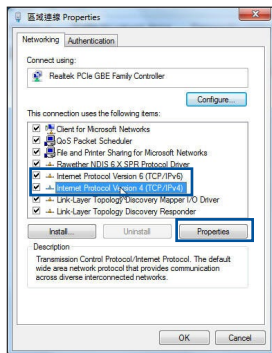 區域連線 Properties
Networking
Authentication
Connect using:
Realtek PCIe GBE Family Controller
Configure...
This connection uses the following items:
Client for Microsoft Networks
QoS Packet Scheduler
File and Printer Sharing for Microsoft Networks
Rawether NDIS 6.X SPR Protocol Driver
Internet Protocol Version 6 (TCP/IPv6)
Internet Protocol Version 4 (TCP/IPv4)
Link-Layer Topology Discovery Mapper I/O Driver
Link-Layer Topology Discovery Responder
Install...
Uninstall
Properties
Description
Transmission Control Protocol/Internet Protocol. The default
wide area network protocol that provides communication
across diverse interconnected networks.
OK
Cancel